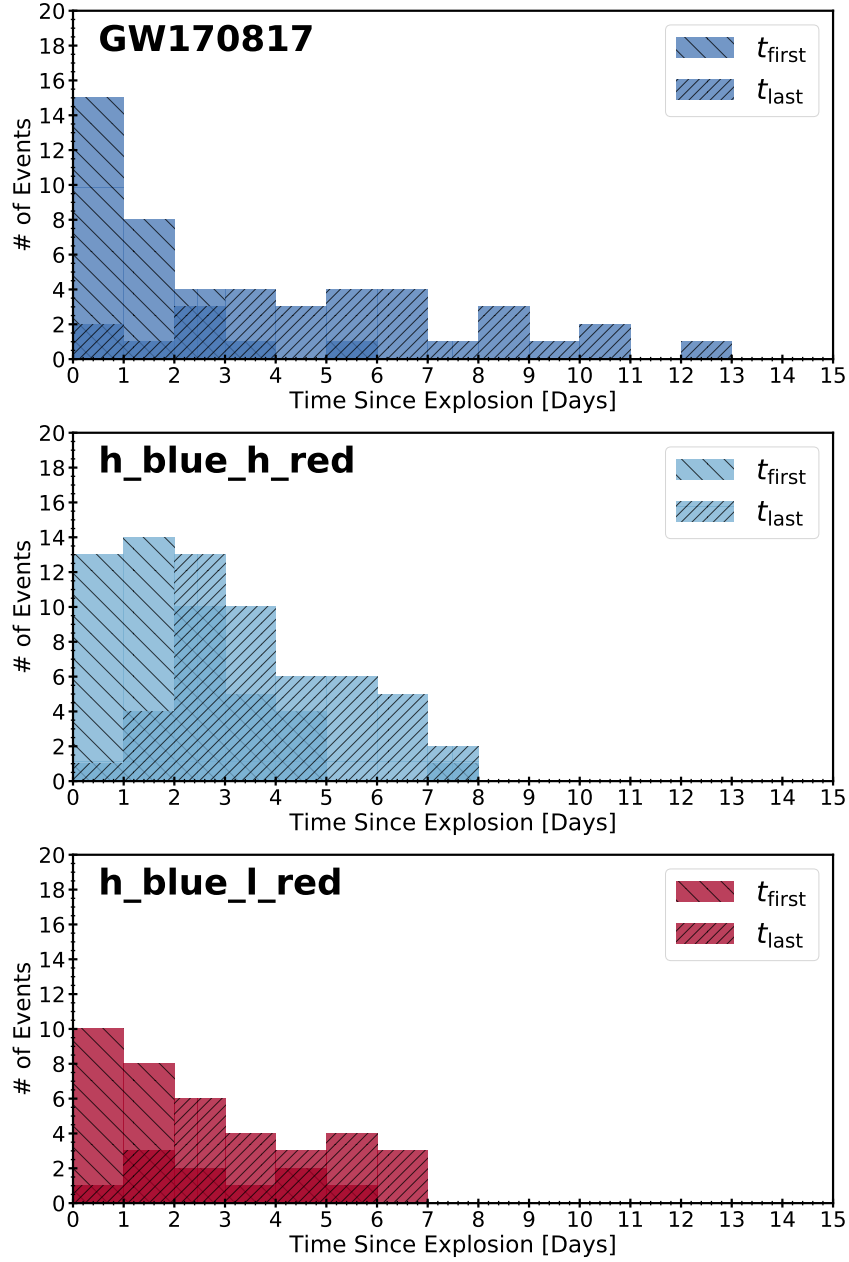 GW170817
t_first
t_last
# of Events
20
18
16
14
12
10
8
6
4
2
0
0 1 2 3 4 5 6 7 8 9 10 11 12 13 14 15
Time Since Explosion [Days]
h_blue_h_red
t_first
t_last
# of Events
20
18
16
14
12
10
8
6
4
2
0
0 1 2 3 4 5 6 7 8 9 10 11 12 13 14 15
Time Since Explosion [Days]
h_blue_l_red
t_first
t_last
# of Events
20
18
16
14
12
10
8
6
4
2
0
0 1 2 3 4 5 6 7 8 9 10 11 12 13 14 15
Time Since Explosion [Days]